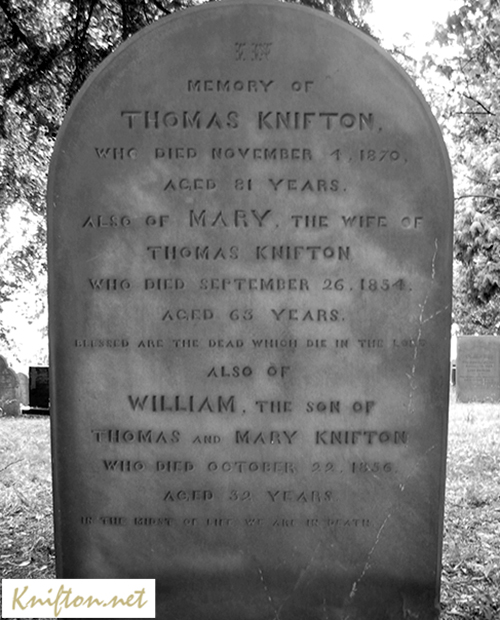 IN
MEMORY OF
THOMAS KNIFTON,
WHO DIED NOVEMBER 4, 1870,
AGED 81 YEARS.
ALSO OF MARY, THE WIFE OF
THOMAS KNIFTON
WHO DIED SEPTEMBER 26, 1854.
AGED 63 YEARS.
BLESSED ARE THE DEAD WHICH DIE IN THE LORD
ALSO OF
WILLIAM, THE SON OF
THOMAS AND MARY KNIFTON
WHO DIED OCTOBER 22, 1856.
AGED 32 YEARS
IN THE MIDST OF LIFE WE ARE IN DEATH
Knifton.net